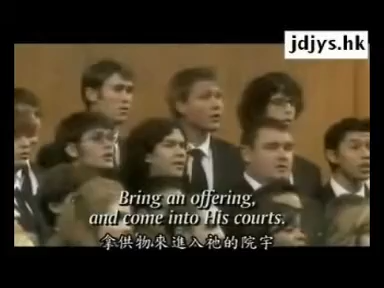 jdjys.hk
Bring an offering,
and come into His courts.
拿供物來進入祂的院宇